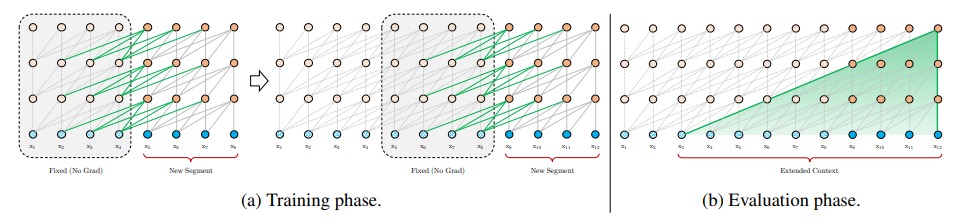 x₁ x₂ x₃ x₄ x₅ x₆ x₇ x₈
x₁ x₂ x₃ x₄ x₅ x₆ x₇ x₈ x₉ x₁₀ x₁₁ x₁₂
x₁ x₂ x₃ x₄ x₅ x₆ x₇ x₈ x₉ x₁₀ x₁₁ x₁₂
Fixed (No Grad)
New Segment
Fixed (No Grad)
New Segment
Extended Context
(a) Training phase.
(b) Evaluation phase.